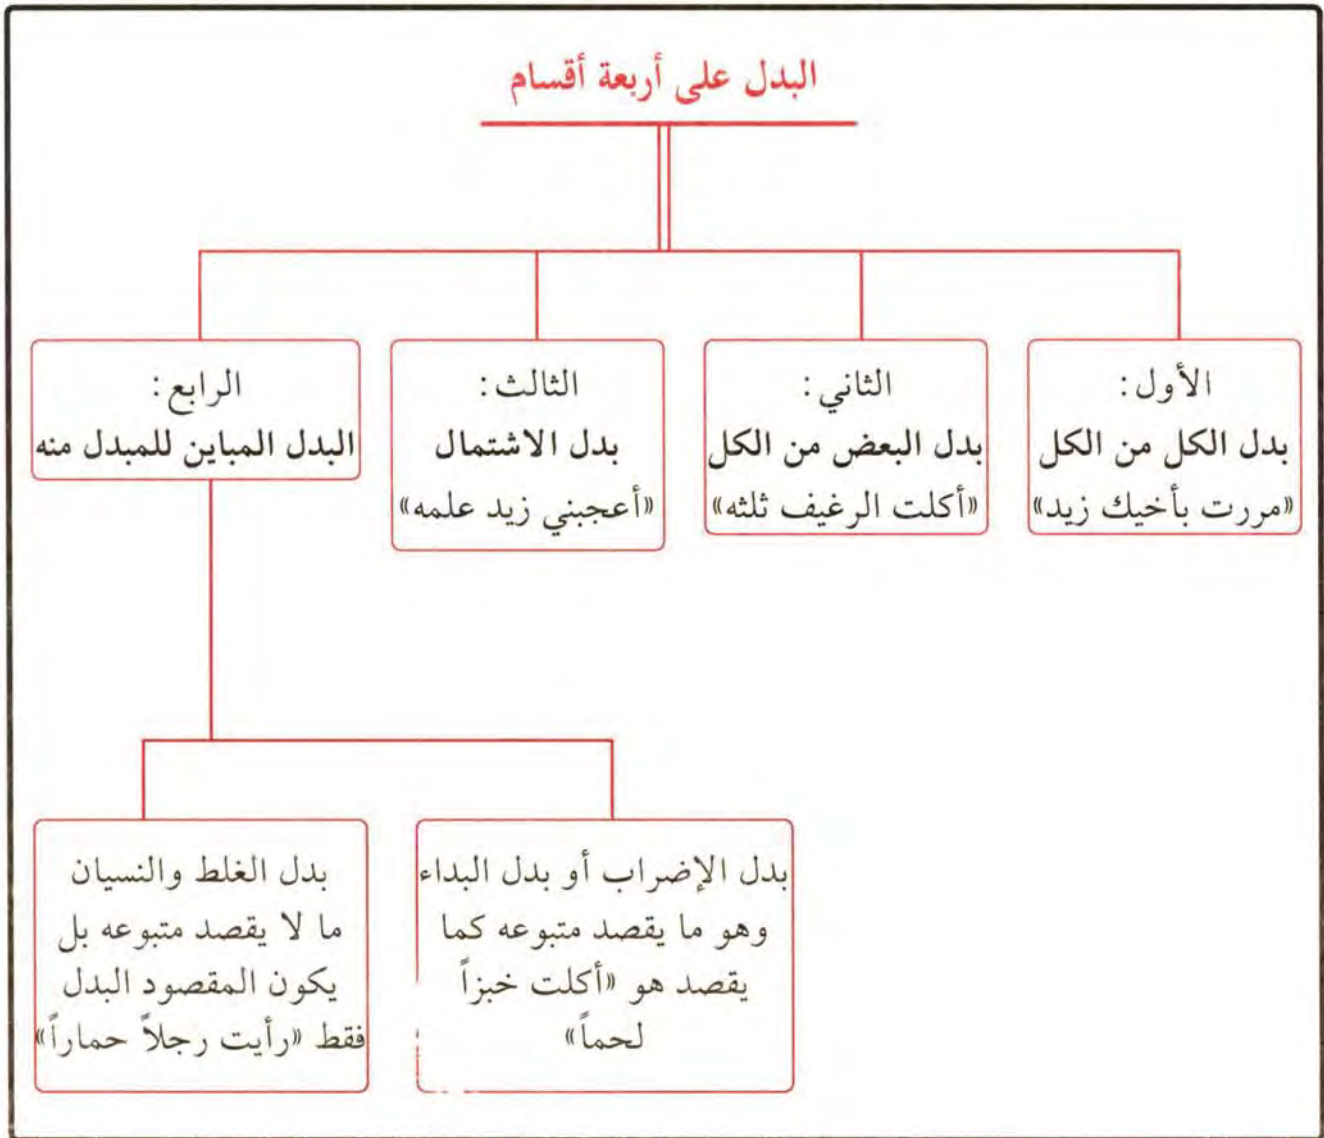 البدل على أربعة أقسام
الأول:
بدل الكل من الكل
«مررت بأخيك زيد»
الثاني:
بدل البعض من الكل
«أكلت الرغيف ثلثه»
الثالث:
بدل الاشتمال
«أعجبني زيد علمه»
الرابع:
البدل المباين للمبدل منه
بدل الإضراب أو بدل البداء
وهو ما يقصد متبوعه كما
يقصد هو «أكلت خبزاً
لحماً»
بدل الغلط والنسيان
ما لا يقصد متبوعه بل
يكون المقصود البدل
فقط «رأيت رجلاً حماراً»